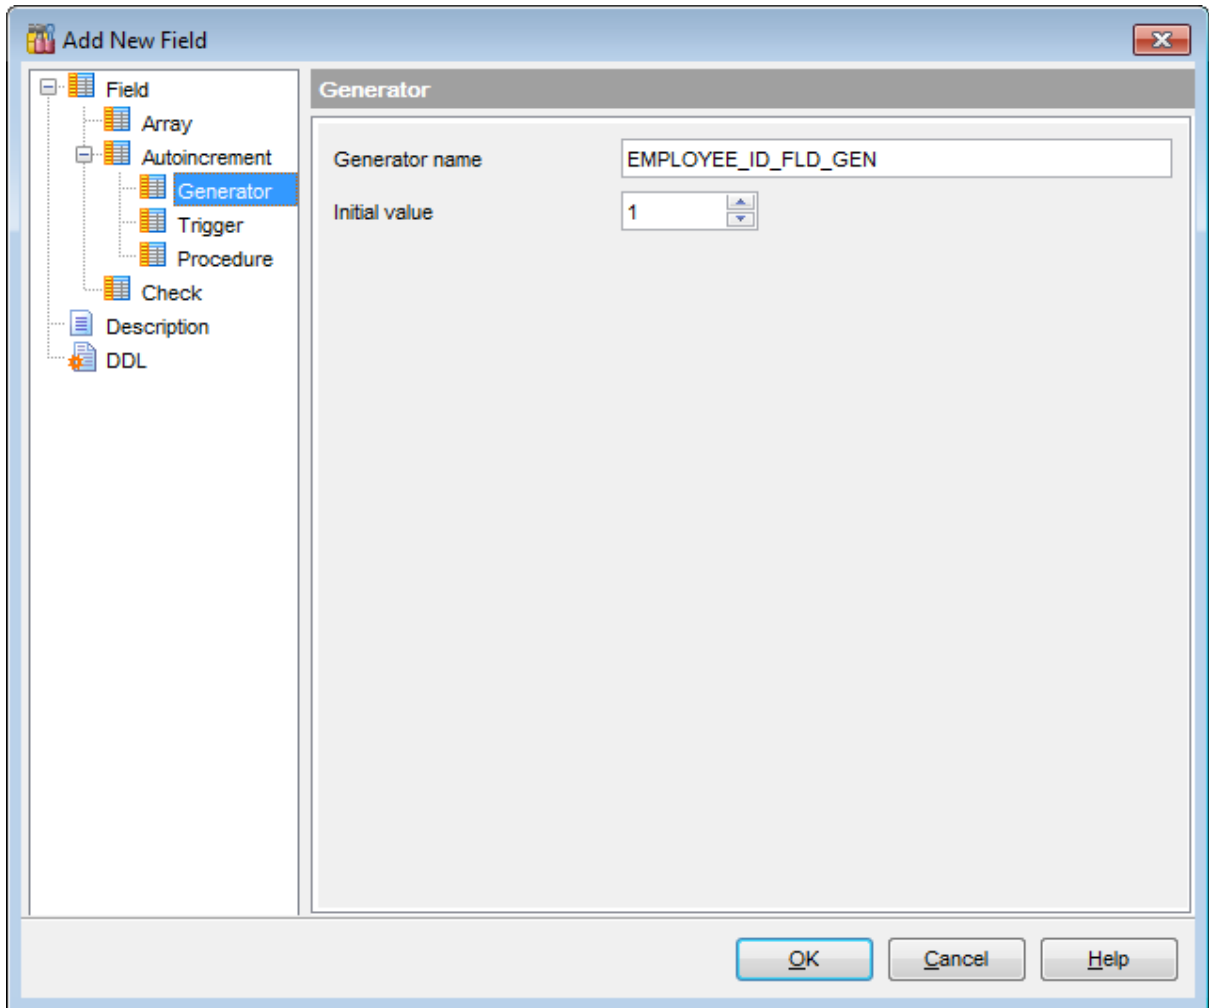 Add New Field
Field
Array
Autoincrement
Generator
Trigger
Procedure
Check
Description
DDL
Generator
Generator name EMPLOYEE_ID_FLD_GEN
Initial value 1
OK Cancel Help